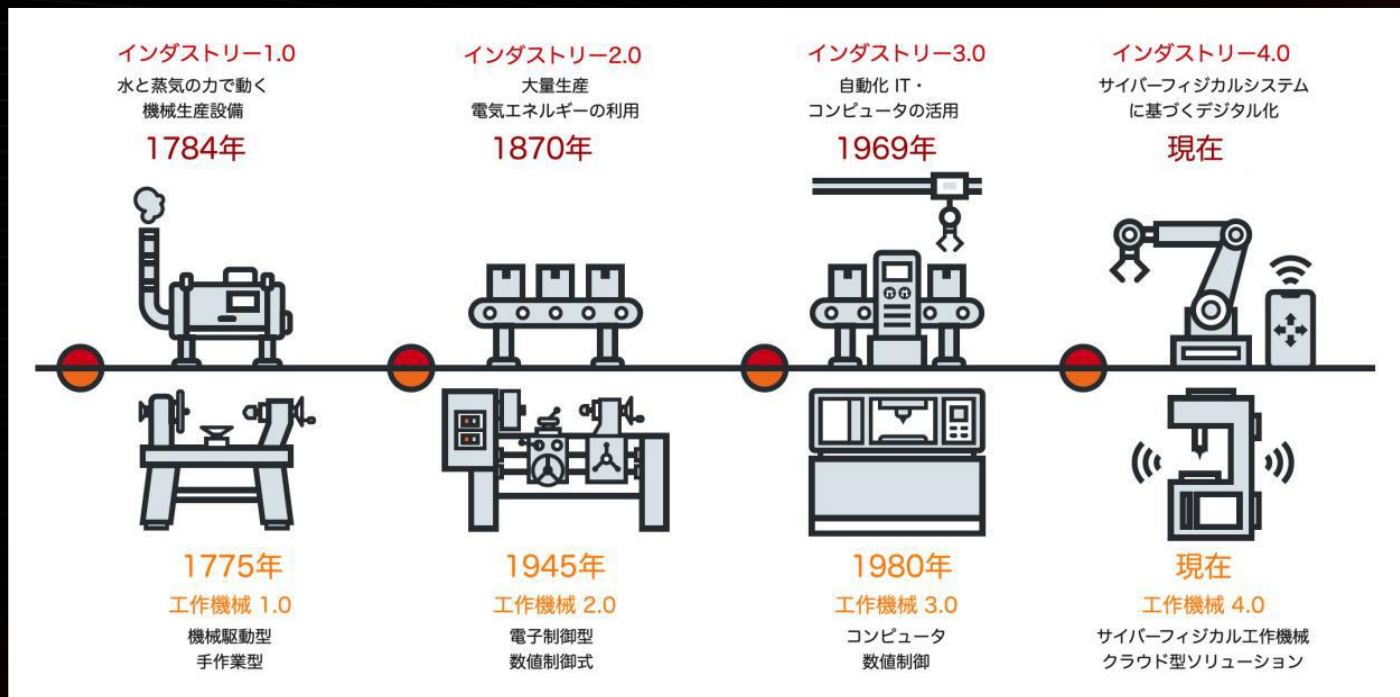 インダストリー1.0
水と蒸気の力で動く
機械生産設備
1784年
インダストリー2.0
大量生産
電気エネルギーの利用
1870年
インダストリー3.0
自動化 IT・
コンピュータの活用
1969年
インダストリー4.0
サイバーフィジカルシステム
に基づくデジタル化
現在
1775年
工作機械 1.0
機械駆動型
手作業型
1945年
工作機械 2.0
電子制御型
数値制御式
1980年
工作機械 3.0
コンピュータ
数値制御
現在
工作機械 4.0
サイバーフィジカル工作機械
クラウド型ソリューション